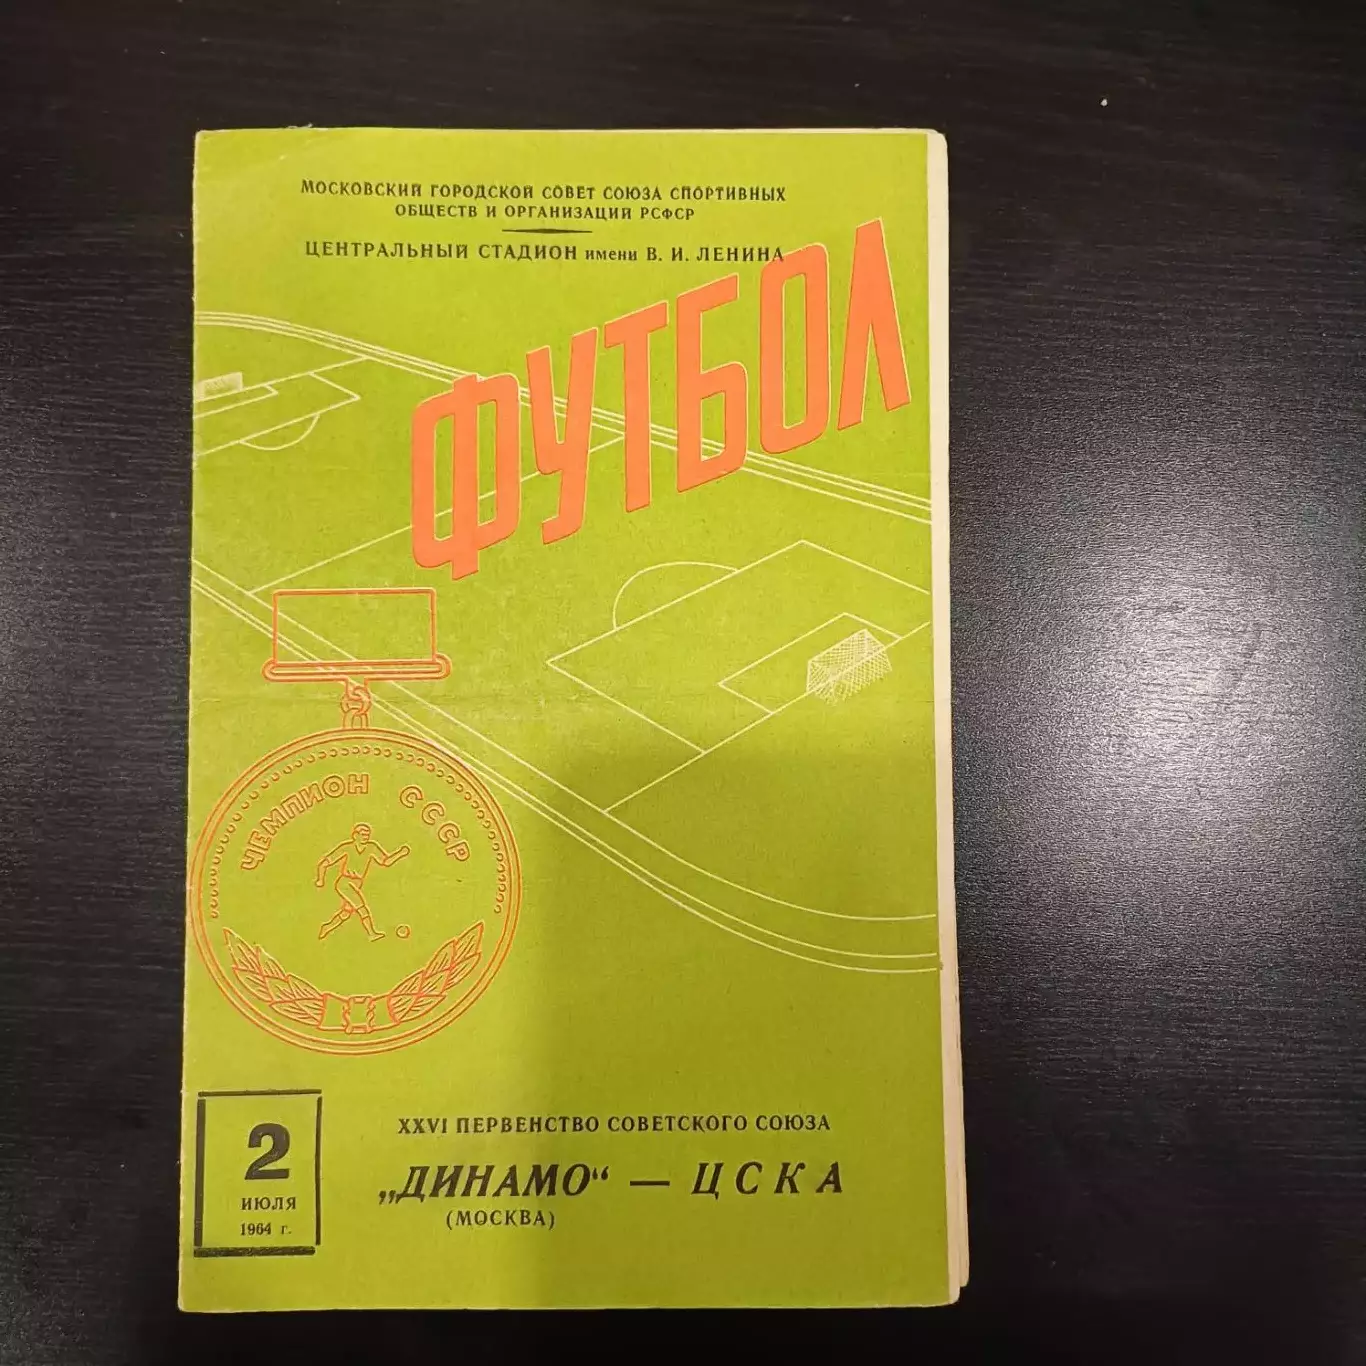 МОСКОВСКИЙ ГОРОДСКОЙ СОВЕТ СОЮЗА СПОРТИВНЫХ
ОБЩЕСТВ И ОРГАНИЗАЦИЙ РСФСР
ЦЕНТРАЛЬНЫЙ СТАДИОН имени В. И. ЛЕНИНА
ФУТБОЛ
ЧЕМПИОН СССР
2
ИЮЛЯ
1964 г.
XXVI ПЕРВЕНСТВО СОВЕТСКОГО СОЮЗА
„ДИНАМО“ — ЦСКА
(МОСКВА)